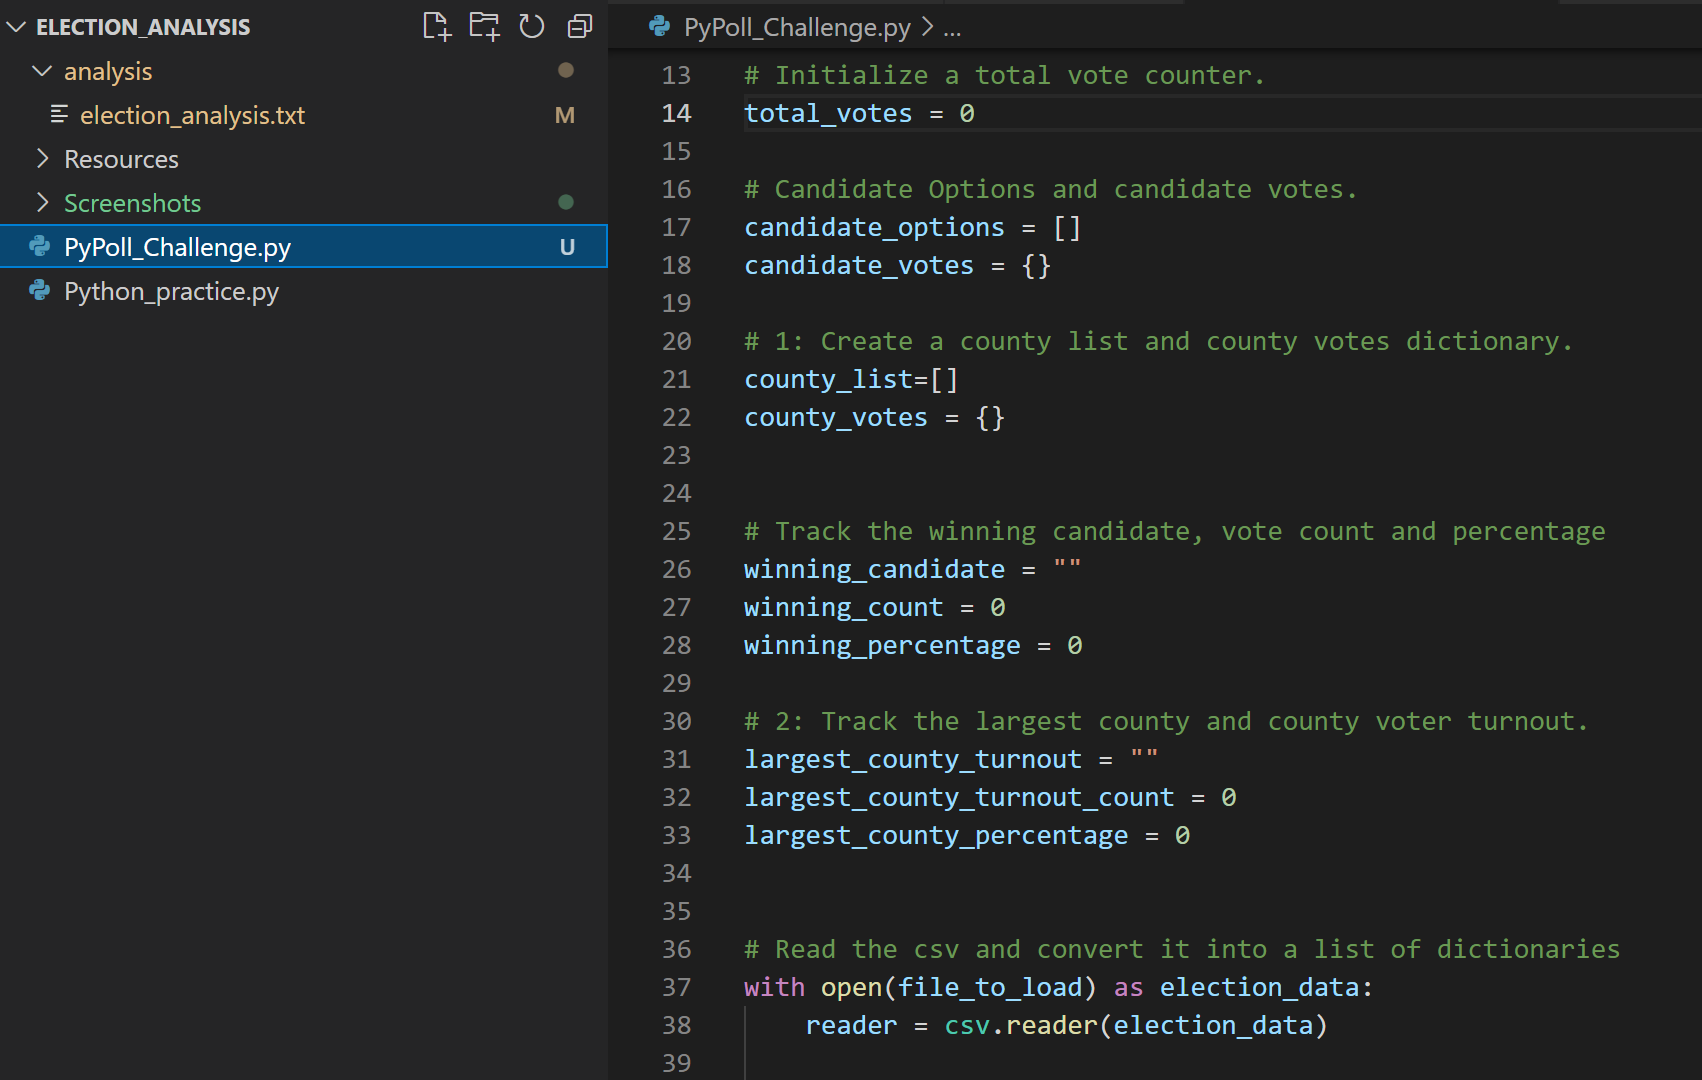 ELECTION_ANALYSIS
analysis
election_analysis.txt M
Resources
Screenshots
PyPoll_Challenge.py U
Python_practice.py
PyPoll_Challenge.py > ...
13 # Initialize a total vote counter.
14 total_votes = 0
15
16 # Candidate Options and candidate votes.
17 candidate_options = []
18 candidate_votes = {}
19
20 # 1: Create a county list and county votes dictionary.
21 county_list=[]
22 county_votes = {}
23
24
25 # Track the winning candidate, vote count and percentage
26 winning_candidate = ""
27 winning_count = 0
28 winning_percentage = 0
29
30 # 2: Track the largest county and county voter turnout.
31 largest_county_turnout = ""
32 largest_county_turnout_count = 0
33 largest_county_percentage = 0
34
35
36 # Read the csv and convert it into a list of dictionaries
37 with open(file_to_load) as election_data:
38     reader = csv.reader(election_data)
39